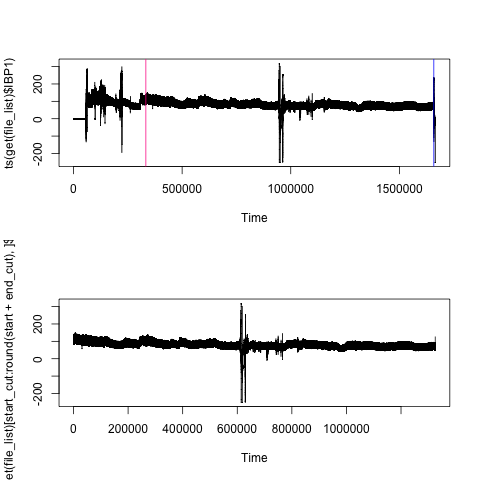 ts(get(file_list)$IBP1)
200
0
-200
0 500000 1000000 1500000
Time
et(file_list)[start_cut:round(start + end_cut), ]$
200
0
-200
0 200000 400000 600000 800000 1000000
Time